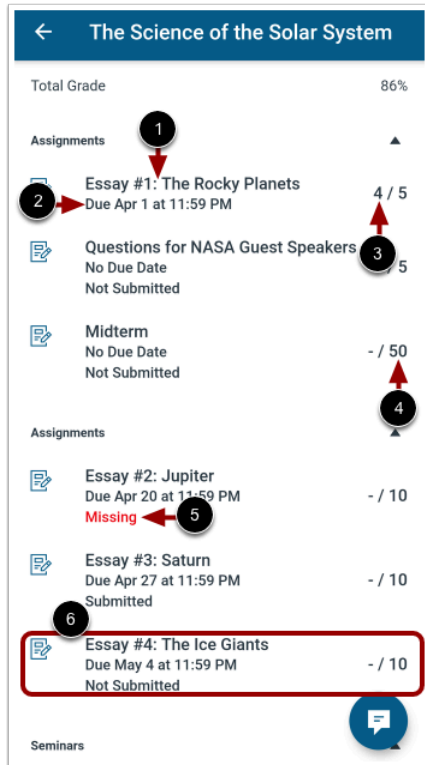 The Science of the Solar System
Total Grade 86%
1
Assignments
Essay #1: The Rocky Planets
2
Due Apr 1 at 11:59 PM
4 / 5
3
Questions for NASA Guest Speakers
No Due Date
/ 5
Not Submitted
Midterm
No Due Date
- / 50
Not Submitted
4
Assignments
Essay #2: Jupiter
Due Apr 20 at 11:59 PM
- / 10
Missing
5
Essay #3: Saturn
Due Apr 27 at 11:59 PM
- / 10
Submitted
6
Essay #4: The Ice Giants
Due May 4 at 11:59 PM
- / 10
Not Submitted
Seminars